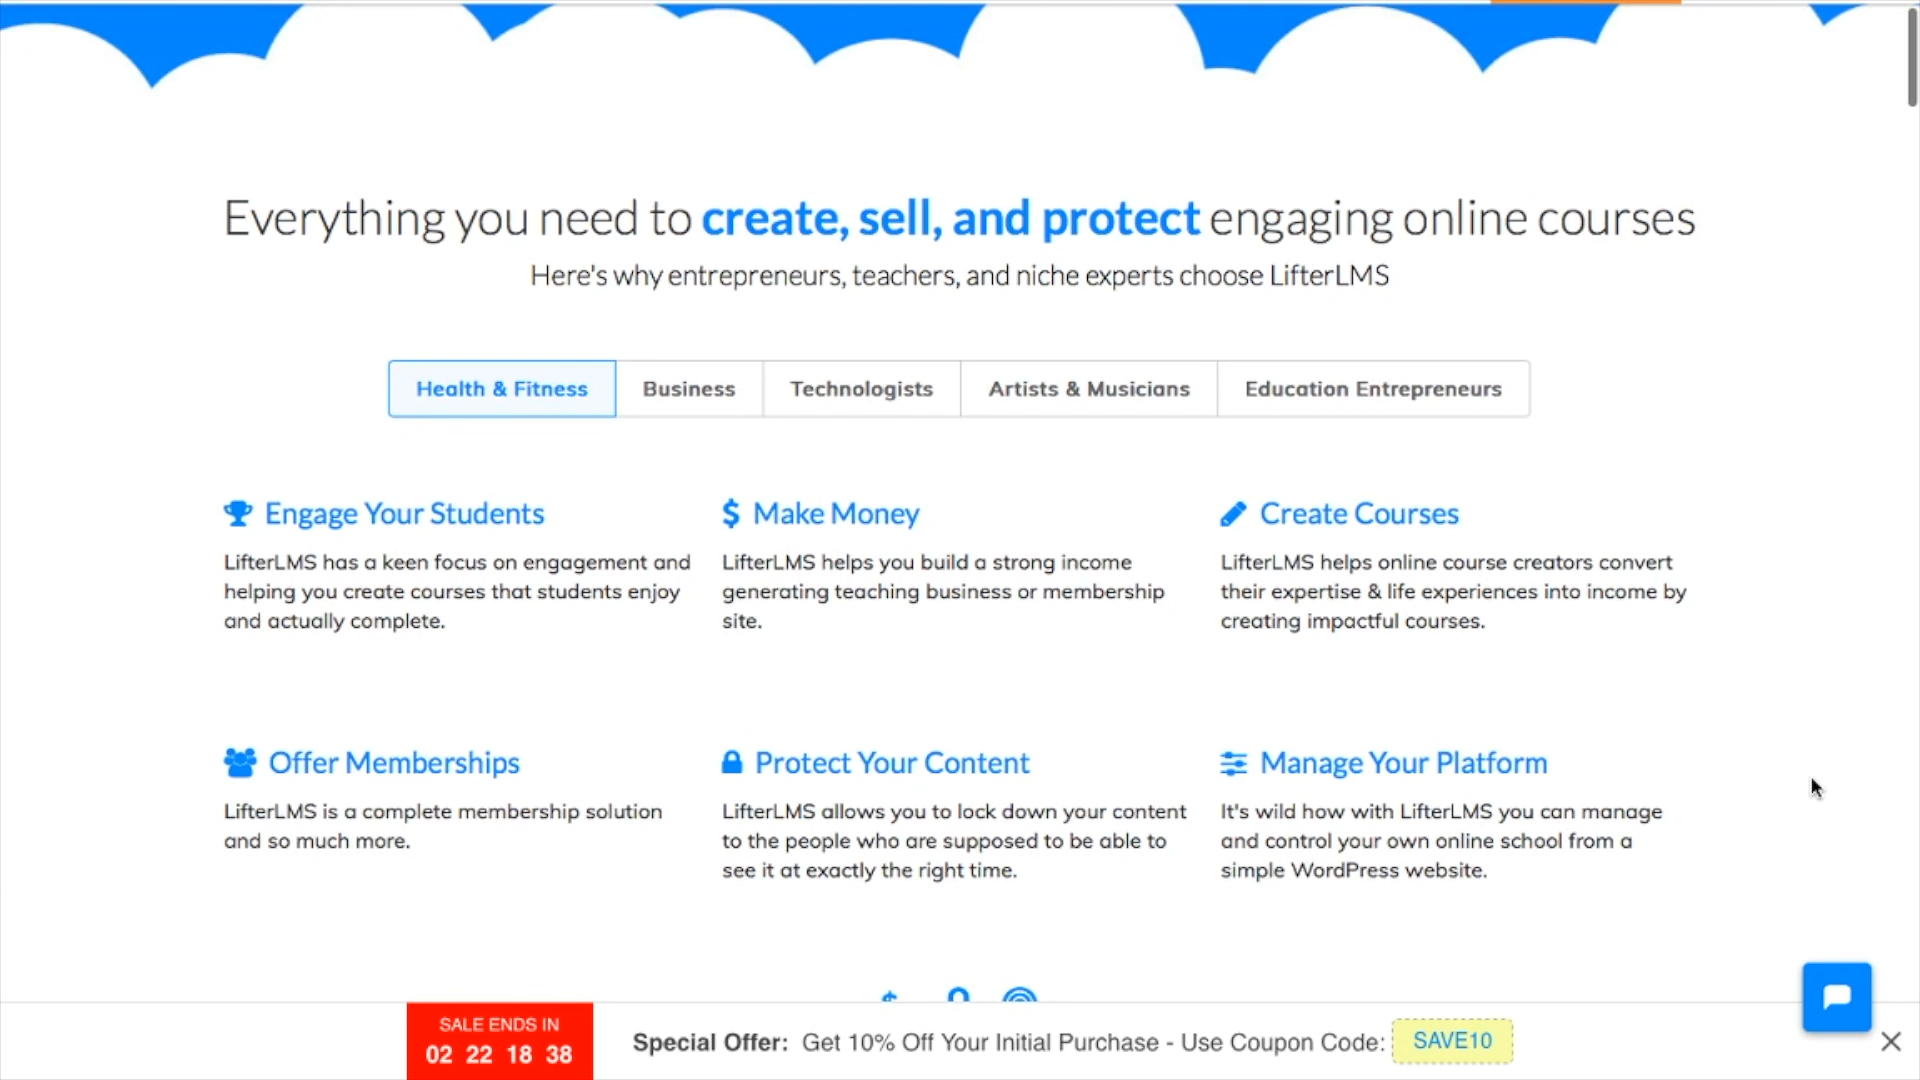 Everything you need to create, sell, and protect engaging online courses
Here's why entrepreneurs, teachers, and niche experts choose LifterLMS
Health & Fitness
Business
Technologists
Artists & Musicians
Education Entrepreneurs
Engage Your Students
LifterLMS has a keen focus on engagement and
helping you create courses that students enjoy
and actually complete.
Make Money
LifterLMS helps you build a strong income
generating teaching business or membership
site.
Create Courses
LifterLMS helps online course creators convert
their expertise & life experiences into income by
creating impactful courses.
Offer Memberships
LifterLMS is a complete membership solution
and so much more.
Protect Your Content
LifterLMS allows you to lock down your content
to the people who are supposed to be able to
see it at exactly the right time.
Manage Your Platform
It's wild how with LifterLMS you can manage
and control your own online school from a
simple WordPress website.
SALE ENDS IN
02 22 18 38
Special Offer: Get 10% Off Your Initial Purchase - Use Coupon Code: SAVE10